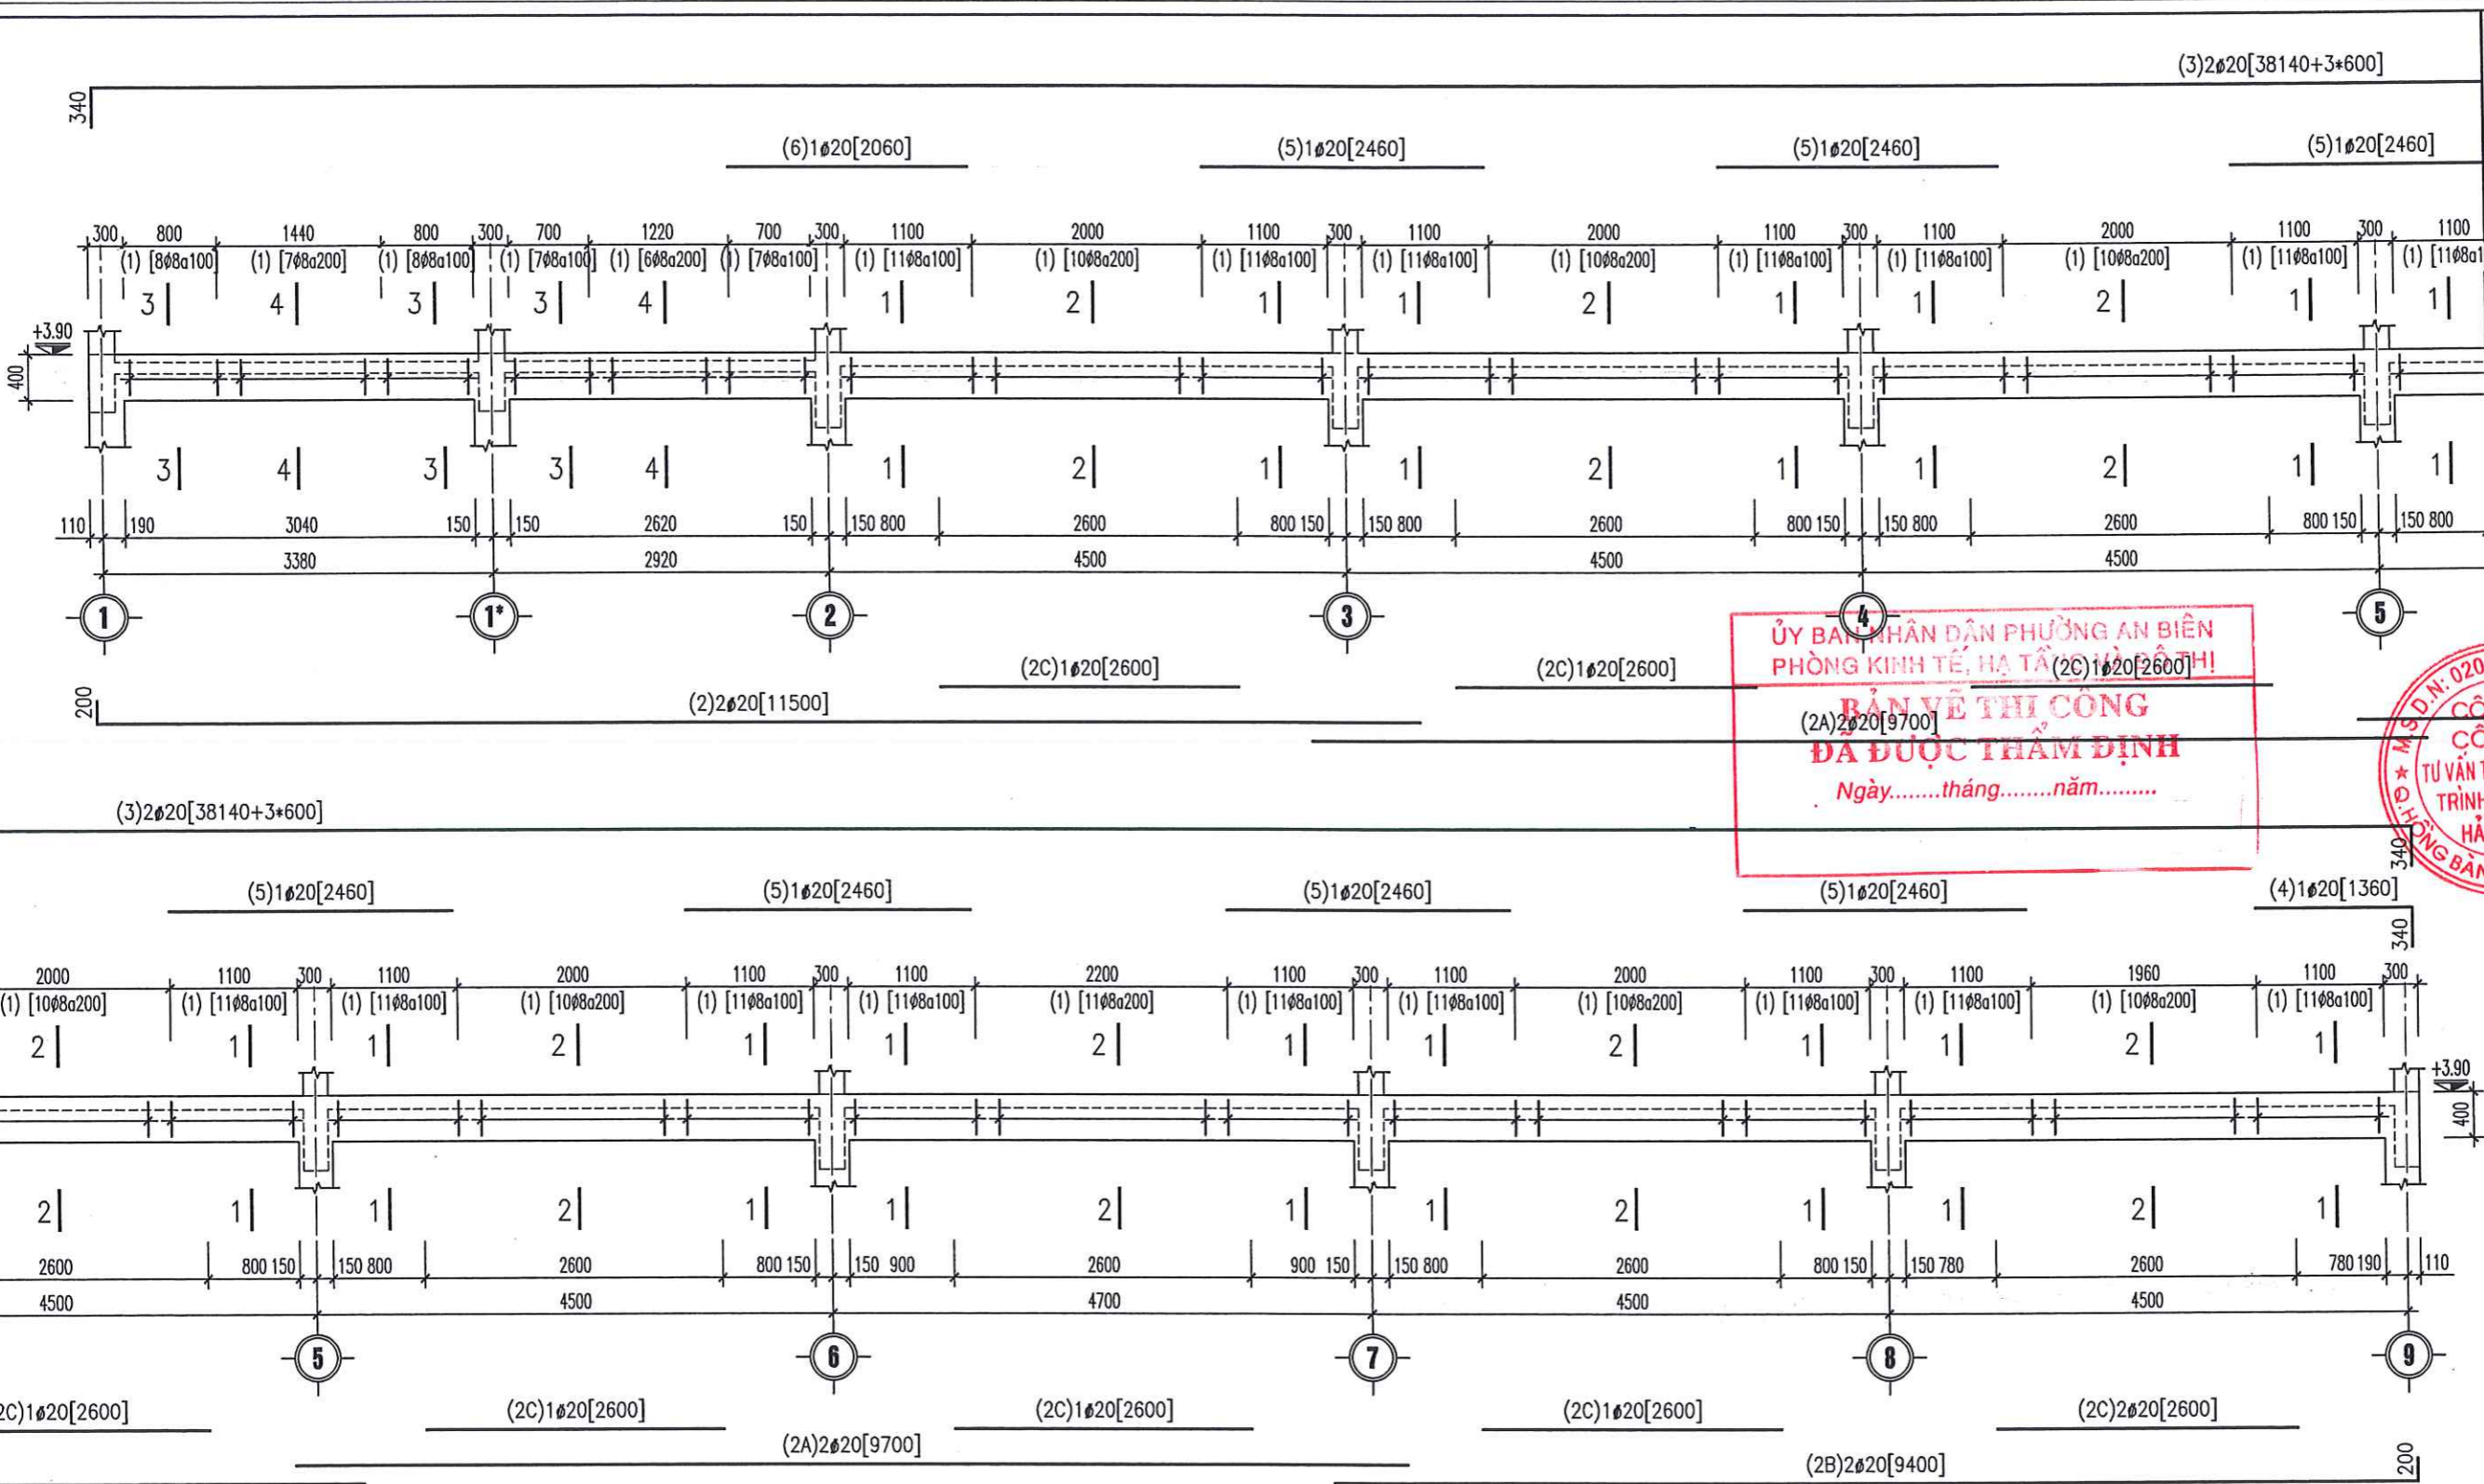 (3)2ø20[38140+3*600]
340
(6)1ø20[2060] (5)1ø20[2460] (5)1ø20[2460] (5)1ø20[2460]
300 800 1440 800 300 700 1220 700 300 1100 2000 1100 300 1100 2000 1100 300 1100 2000 1100 300 1100
(1) [8ø8a100] (1) [7ø8a200] (1) [8ø8a100] (1) [7ø8a100] (1) [6ø8a200] (1) [7ø8a100] (1) [11ø8a100] (1) [10ø8a200] (1) [11ø8a100] (1) [11ø8a100] (1) [10ø8a200] (1) [11ø8a100] (1) [11ø8a100] (1) [10ø8a200] (1) [11ø8a100] (1) [11ø8a1
3 4 3 3 4 1 2 1 1 2 1 1 2 1 1
+3.90
400
3 4 3 3 4 1 2 1 1 2 1 1 2 1 1
110 190 3040 150 150 2620 150 150 800 2600 800 150 150 800 2600 800 150 150 800 2600 800 150 150 800
3380 2920 4500 4500 4500
1 1* 2 3 4 5
ỦY BAN NHÂN DÂN PHƯỜNG AN BIÊN
PHÒNG KINH TẾ, HẠ TẦNG VÀ ĐÔ THỊ
(2C)1ø20[2600] (2C)1ø20[2600] (2C)1ø20[2600]
200
(2)2ø20[11500]
BẢN VẼ THI CÔNG
(2A)2ø20[9700]
ĐÃ ĐƯỢC THẨM ĐỊNH
Ngày........tháng........năm.........
M.S.D.N: 020
CÔ
TƯ VẤN T
TRÌNH
HẢ
Q.HỒNG BÀN
(3)2ø20[38140+3*600]
340
(5)1ø20[2460] (5)1ø20[2460] (5)1ø20[2460] (5)1ø20[2460] (4)1ø20[1360]
340
2000 1100 300 1100 2000 1100 300 1100 2200 1100 300 1100 2000 1100 300 1100 1960 1100 300
(1) [10ø8a200] (1) [11ø8a100] (1) [11ø8a100] (1) [10ø8a200] (1) [11ø8a100] (1) [11ø8a100] (1) [11ø8a200] (1) [11ø8a100] (1) [11ø8a100] (1) [10ø8a200] (1) [11ø8a100] (1) [11ø8a100] (1) [10ø8a200] (1) [11ø8a100]
2 1 1 2 1 1 2 1 1 2 1 1 2 1
+3.90
400
2 1 1 2 1 1 2 1 1 2 1 1 2 1
2600 800 150 150 800 2600 800 150 150 900 2600 900 150 150 800 2600 800 150 150 780 2600 780 190 110
4500 4500 4700 4500 4500
5 6 7 8 9
2C)1ø20[2600] (2C)1ø20[2600] (2C)1ø20[2600] (2C)1ø20[2600] (2C)2ø20[2600]
(2A)2ø20[9700]
(2B)2ø20[9400]
200